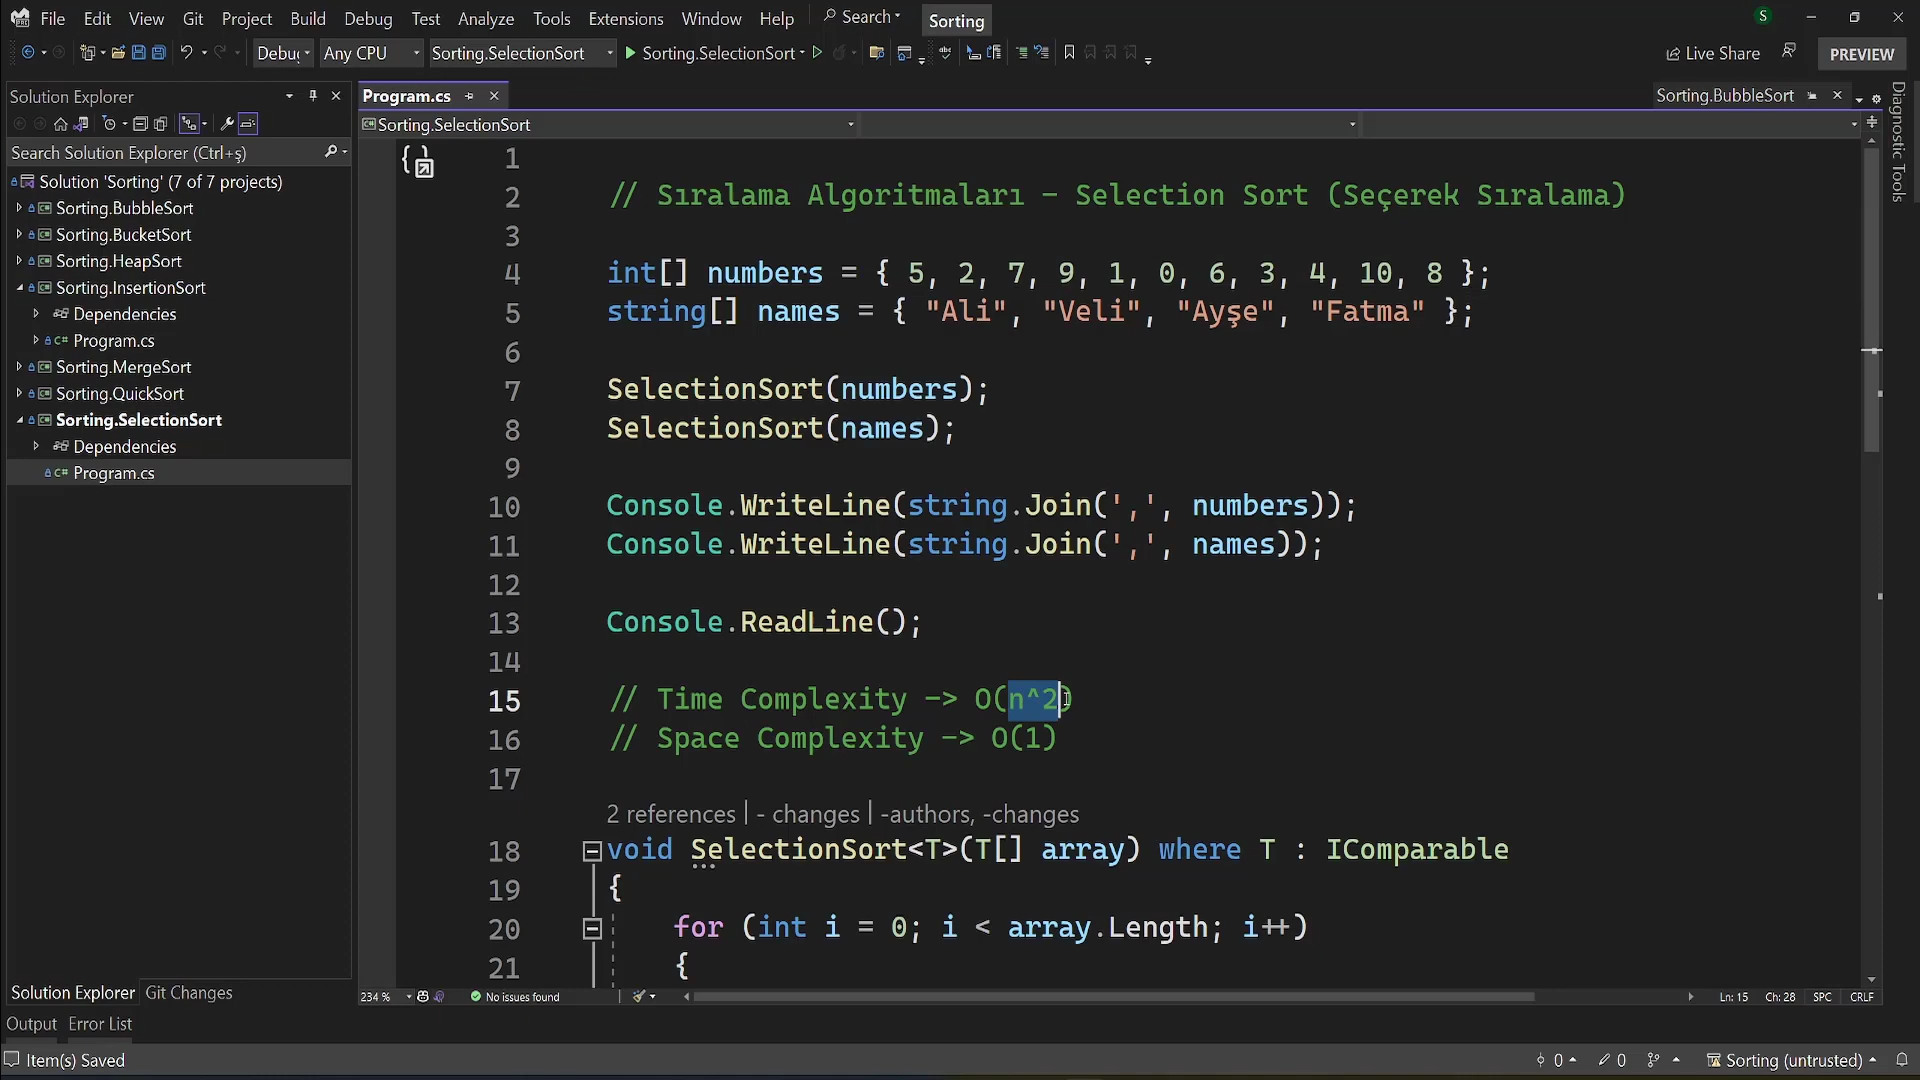 File Edit View Git Project Build Debug Test Analyze Tools Extensions Window Help Search Sorting S
Debug Any CPU Sorting.SelectionSort Sorting.SelectionSort Live Share PREVIEW
Solution Explorer
Search Solution Explorer (Ctrl+ş)
Solution 'Sorting' (7 of 7 projects)
Sorting.BubbleSort
Sorting.BucketSort
Sorting.HeapSort
Sorting.InsertionSort
Dependencies
C# Program.cs
Sorting.MergeSort
Sorting.QuickSort
Sorting.SelectionSort
Dependencies
C# Program.cs
Solution Explorer Git Changes
Program.cs Sorting.BubbleSort
Sorting.SelectionSort
Diagnostic Tools
1
2 // Sıralama Algoritmaları - Selection Sort (Seçerek Sıralama)
3
4 int[] numbers = { 5, 2, 7, 9, 1, 0, 6, 3, 4, 10, 8 };
5 string[] names = { "Ali", "Veli", "Ayşe", "Fatma" };
6
7 SelectionSort(numbers);
8 SelectionSort(names);
9
10 Console.WriteLine(string.Join(',', numbers));
11 Console.WriteLine(string.Join(',', names));
12
13 Console.ReadLine();
14
15 // Time Complexity -> O(n^2)
16 // Space Complexity -> O(1)
17
2 references | - changes | -authors, -changes
18 void SelectionSort<T>(T[] array) where T : IComparable
19 {
20 for (int i = 0; i < array.Length; i++)
21 {
234 % No issues found Ln: 15 Ch: 28 SPC CRLF
Output Error List
Item(s) Saved 0 0 Sorting (untrusted)